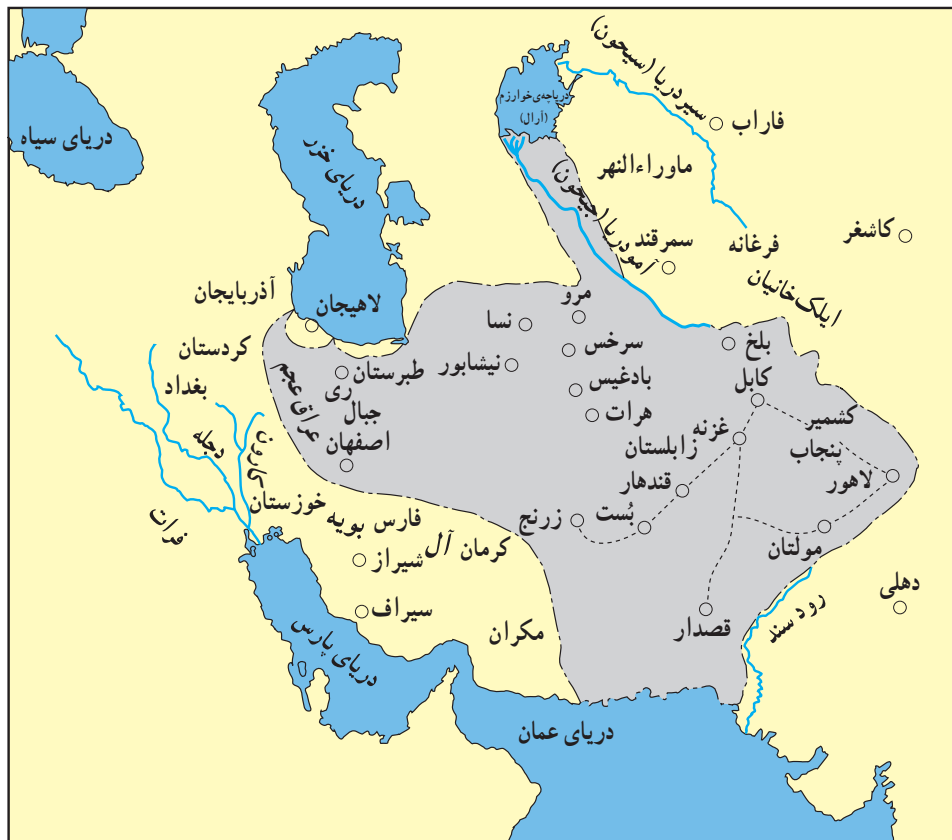 دریای سیاه
دریای خزر
دریاچه‌ی خوارزم
(آرال)
سیردریا (سیحون)
فاراب
ماوراءالنهر
آمودریا (جیحون)
سمرقند
فرغانه
کاشغر
ایلک‌خانیان
آذربایجان
لاهیجان
مرو
نسا
سرخس
بلخ
کردستان
نیشابور
طبرستان
ری
بادغیس
کابل
بغداد
عراق عجم
جبال
هرات
کشمیر
غزنه
پنجاب
اصفهان
زابلستان
لاهور
دجله
کارون
قندهار
خوزستان
فرات
فارس
آل بویه
زرنج
بُست
مولتان
کرمان
شیراز
دهلی
سیراف
رود سند
قصدار
مکران
دریای پارس
دریای عمان